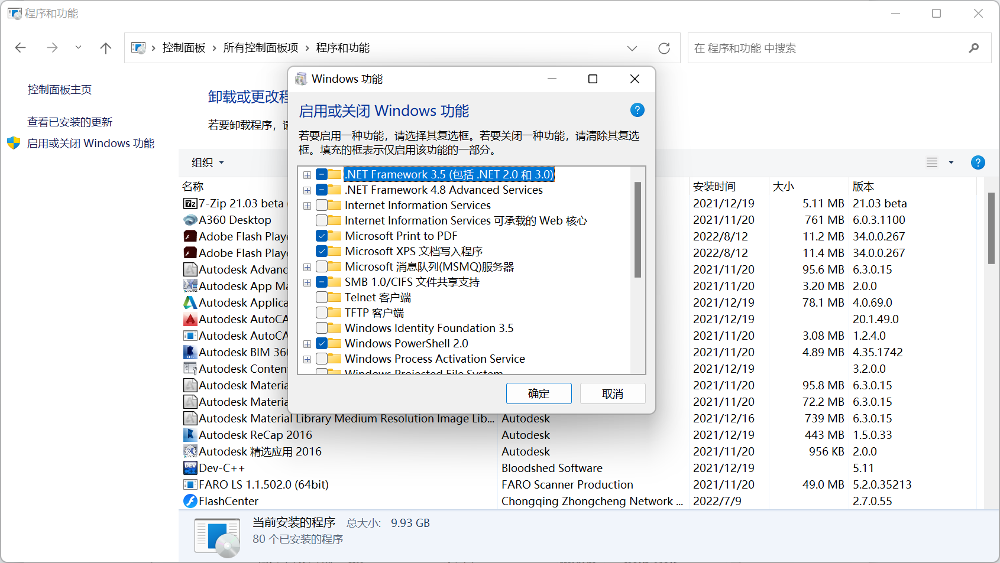 程序和功能
控制面板 › 所有控制面板项 › 程序和功能
在 程序和功能 中搜索
控制面板主页
查看已安装的更新
启用或关闭 Windows 功能
卸载或更改程
若要卸载程序，
组织
Windows 功能
启用或关闭 Windows 功能
若要启用一种功能，请选择其复选框。若要关闭一种功能，请清除其复选
框。填充的框表示仅启用该功能的一部分。
.NET Framework 3.5 (包括 .NET 2.0 和 3.0)
.NET Framework 4.8 Advanced Services
Internet Information Services
Internet Information Services 可承载的 Web 核心
Microsoft Print to PDF
Microsoft XPS 文档写入程序
Microsoft 消息队列(MSMQ)服务器
SMB 1.0/CIFS 文件共享支持
Telnet 客户端
TFTP 客户端
Windows Identity Foundation 3.5
Windows PowerShell 2.0
Windows Process Activation Service
Windows Projected File System
确定 取消
名称 安装时间 大小 版本
7-Zip 21.03 beta 2021/12/19 5.11 MB 21.03 beta
A360 Desktop 2021/11/20 761 MB 6.0.3.1100
Adobe Flash Playe 2022/8/12 11.2 MB 34.0.0.267
Adobe Flash Playe 2022/8/12 11.4 MB 34.0.0.267
Autodesk Advanc 2021/11/20 95.6 MB 6.3.0.15
Autodesk App Ma 2021/11/20 3.20 MB 2.0.0
Autodesk Applica 2021/12/19 78.1 MB 4.0.69.0
Autodesk AutoCA 2021/12/19 20.1.49.0
Autodesk AutoCA 2021/11/20 3.08 MB 1.2.4.0
Autodesk BIM 360 2021/11/20 4.89 MB 4.35.1742
Autodesk Conten 2021/12/19 3.2.0.0
Autodesk Materia 2021/11/20 95.8 MB 6.3.0.15
Autodesk Materia 2021/11/20 72.2 MB 6.3.0.15
Autodesk Material Library Medium Resolution Image Lib... Autodesk 2021/12/16 739 MB 6.3.0.15
Autodesk ReCap 2016 Autodesk 2021/12/19 443 MB 1.5.0.33
Autodesk 精选应用 2016 Autodesk 2021/11/20 956 KB 2.0.0
Dev-C++ Bloodshed Software 2021/12/19 5.11
FARO LS 1.1.502.0 (64bit) FARO Scanner Production 2021/11/20 49.0 MB 5.2.0.35213
FlashCenter Chongqing Zhongcheng Network ... 2022/7/9 2.7.0.55
当前安装的程序 总大小: 9.93 GB
80 个已安装的程序